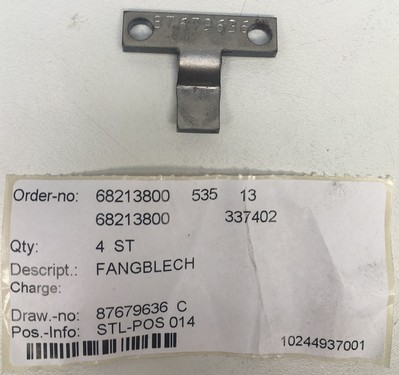 87679636
Order-no: 68213800 535 13
68213800 337402
Qty: 4 ST
Descript.: FANGBLECH
Charge:
Draw.-no: 87679636 C
Pos.-Info: STL-POS 014
10244937001